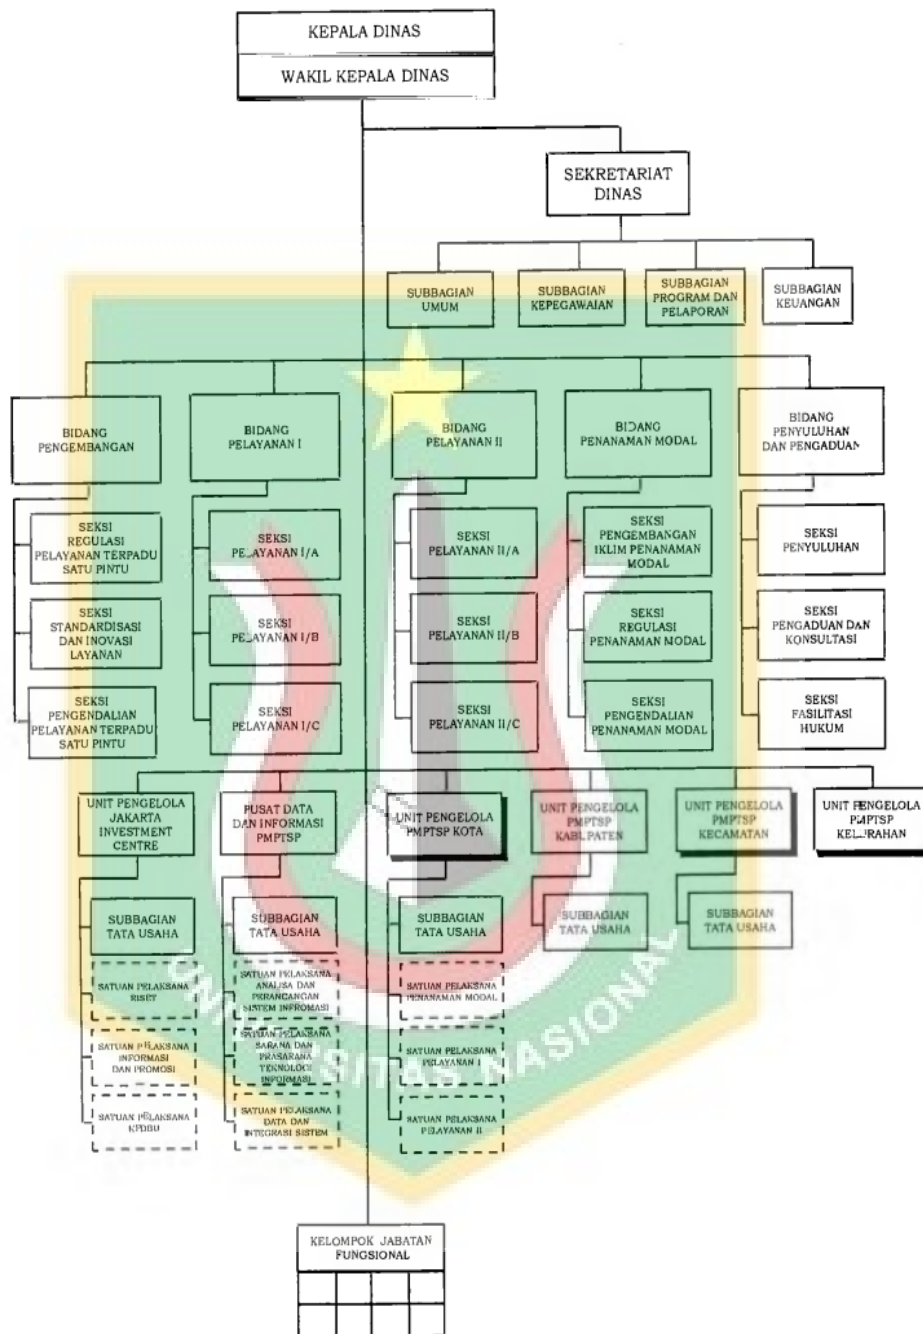 KEPALA DINAS
WAKIL KEPALA DINAS
SEKRETARIAT
DINAS
SUBBAGIAN
UMUM
SUBBAGIAN
KEPEGAWAIAN
SUBBAGIAN
PROGRAM DAN
PELAPORAN
SUBBAGIAN
KEUANGAN
BIDANG
PENGEMBANGAN
BIDANG
PELAYANAN I
BIDANG
PELAYANAN II
BIDANG
PENANAMAN MODAL
BIDANG
PENYULUHAN
DAN PENGADUAN
SEKSI
REGULASI
PELAYANAN TERPADU
SATU PINTU
SEKSI
PELAYANAN I/A
SEKSI
PELAYANAN II/A
SEKSI
PENGEMBANGAN
IKLIM PENANAMAN
MODAL
SEKSI
PENYULUHAN
SEKSI
STANDARDISASI
DAN INOVASI
LAYANAN
SEKSI
PELAYANAN I/B
SEKSI
PELAYANAN II/B
SEKSI
REGULASI
PENANAMAN MODAL
SEKSI
PENGADUAN DAN
KONSULTASI
SEKSI
PENGENDALIAN
PELAYANAN TERPADU
SATU PINTU
SEKSI
PELAYANAN I/C
SEKSI
PELAYANAN II/C
SEKSI
PENGENDALIAN
PENANAMAN MODAL
SEKSI
FASILITASI
HUKUM
UNIT PENGELOLA
JAKARTA
INVESTMENT
CENTRE
PUSAT DATA
DAN INFORMASI
PMPTSP
UNIT PENGELOLA
PMPTSP KOTA
UNIT PENGELOLA
PMPTSP
KABUPATEN
UNIT PENGELOLA
PMPTSP
KECAMATAN
UNIT PENGELOLA
PMPTSP
KELURAHAN
SUBBAGIAN
TATA USAHA
SUBBAGIAN
TATA USAHA
SUBBAGIAN
TATA USAHA
SUBBAGIAN
TATA USAHA
SUBBAGIAN
TATA USAHA
SATUAN PELAKSANA
RISET
SATUAN PELAKSANA
ANALISA DAN
PERANCANGAN
SISTEM INFROMASI
SATUAN PELAKSANA
PENANAMAN MODAL
SATUAN PELAKSANA
INFORMASI
DAN PROMOSI
SATUAN PELAKSANA
SARANA DAN
PRASARANA
TEKNOLOGI
INFORMASI
SATUAN PELAKSANA
PELAYANAN I
SATUAN PELAKSANA
KPDBU
SATUAN PELAKSANA
DATA DAN
INTEGRASI SISTEM
SATUAN PELAKSANA
PELAYANAN II
UNIVERSITAS NASIONAL
KELOMPOK JABATAN
FUNGSIONAL